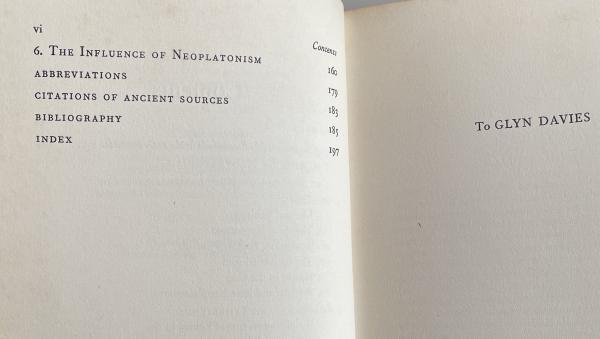 vi
Contents
6. THE INFLUENCE OF NEOPLATONISM 160
ABBREVIATIONS 179
CITATIONS OF ANCIENT SOURCES 183
BIBLIOGRAPHY 185
INDEX 197
To GLYN DAVIES